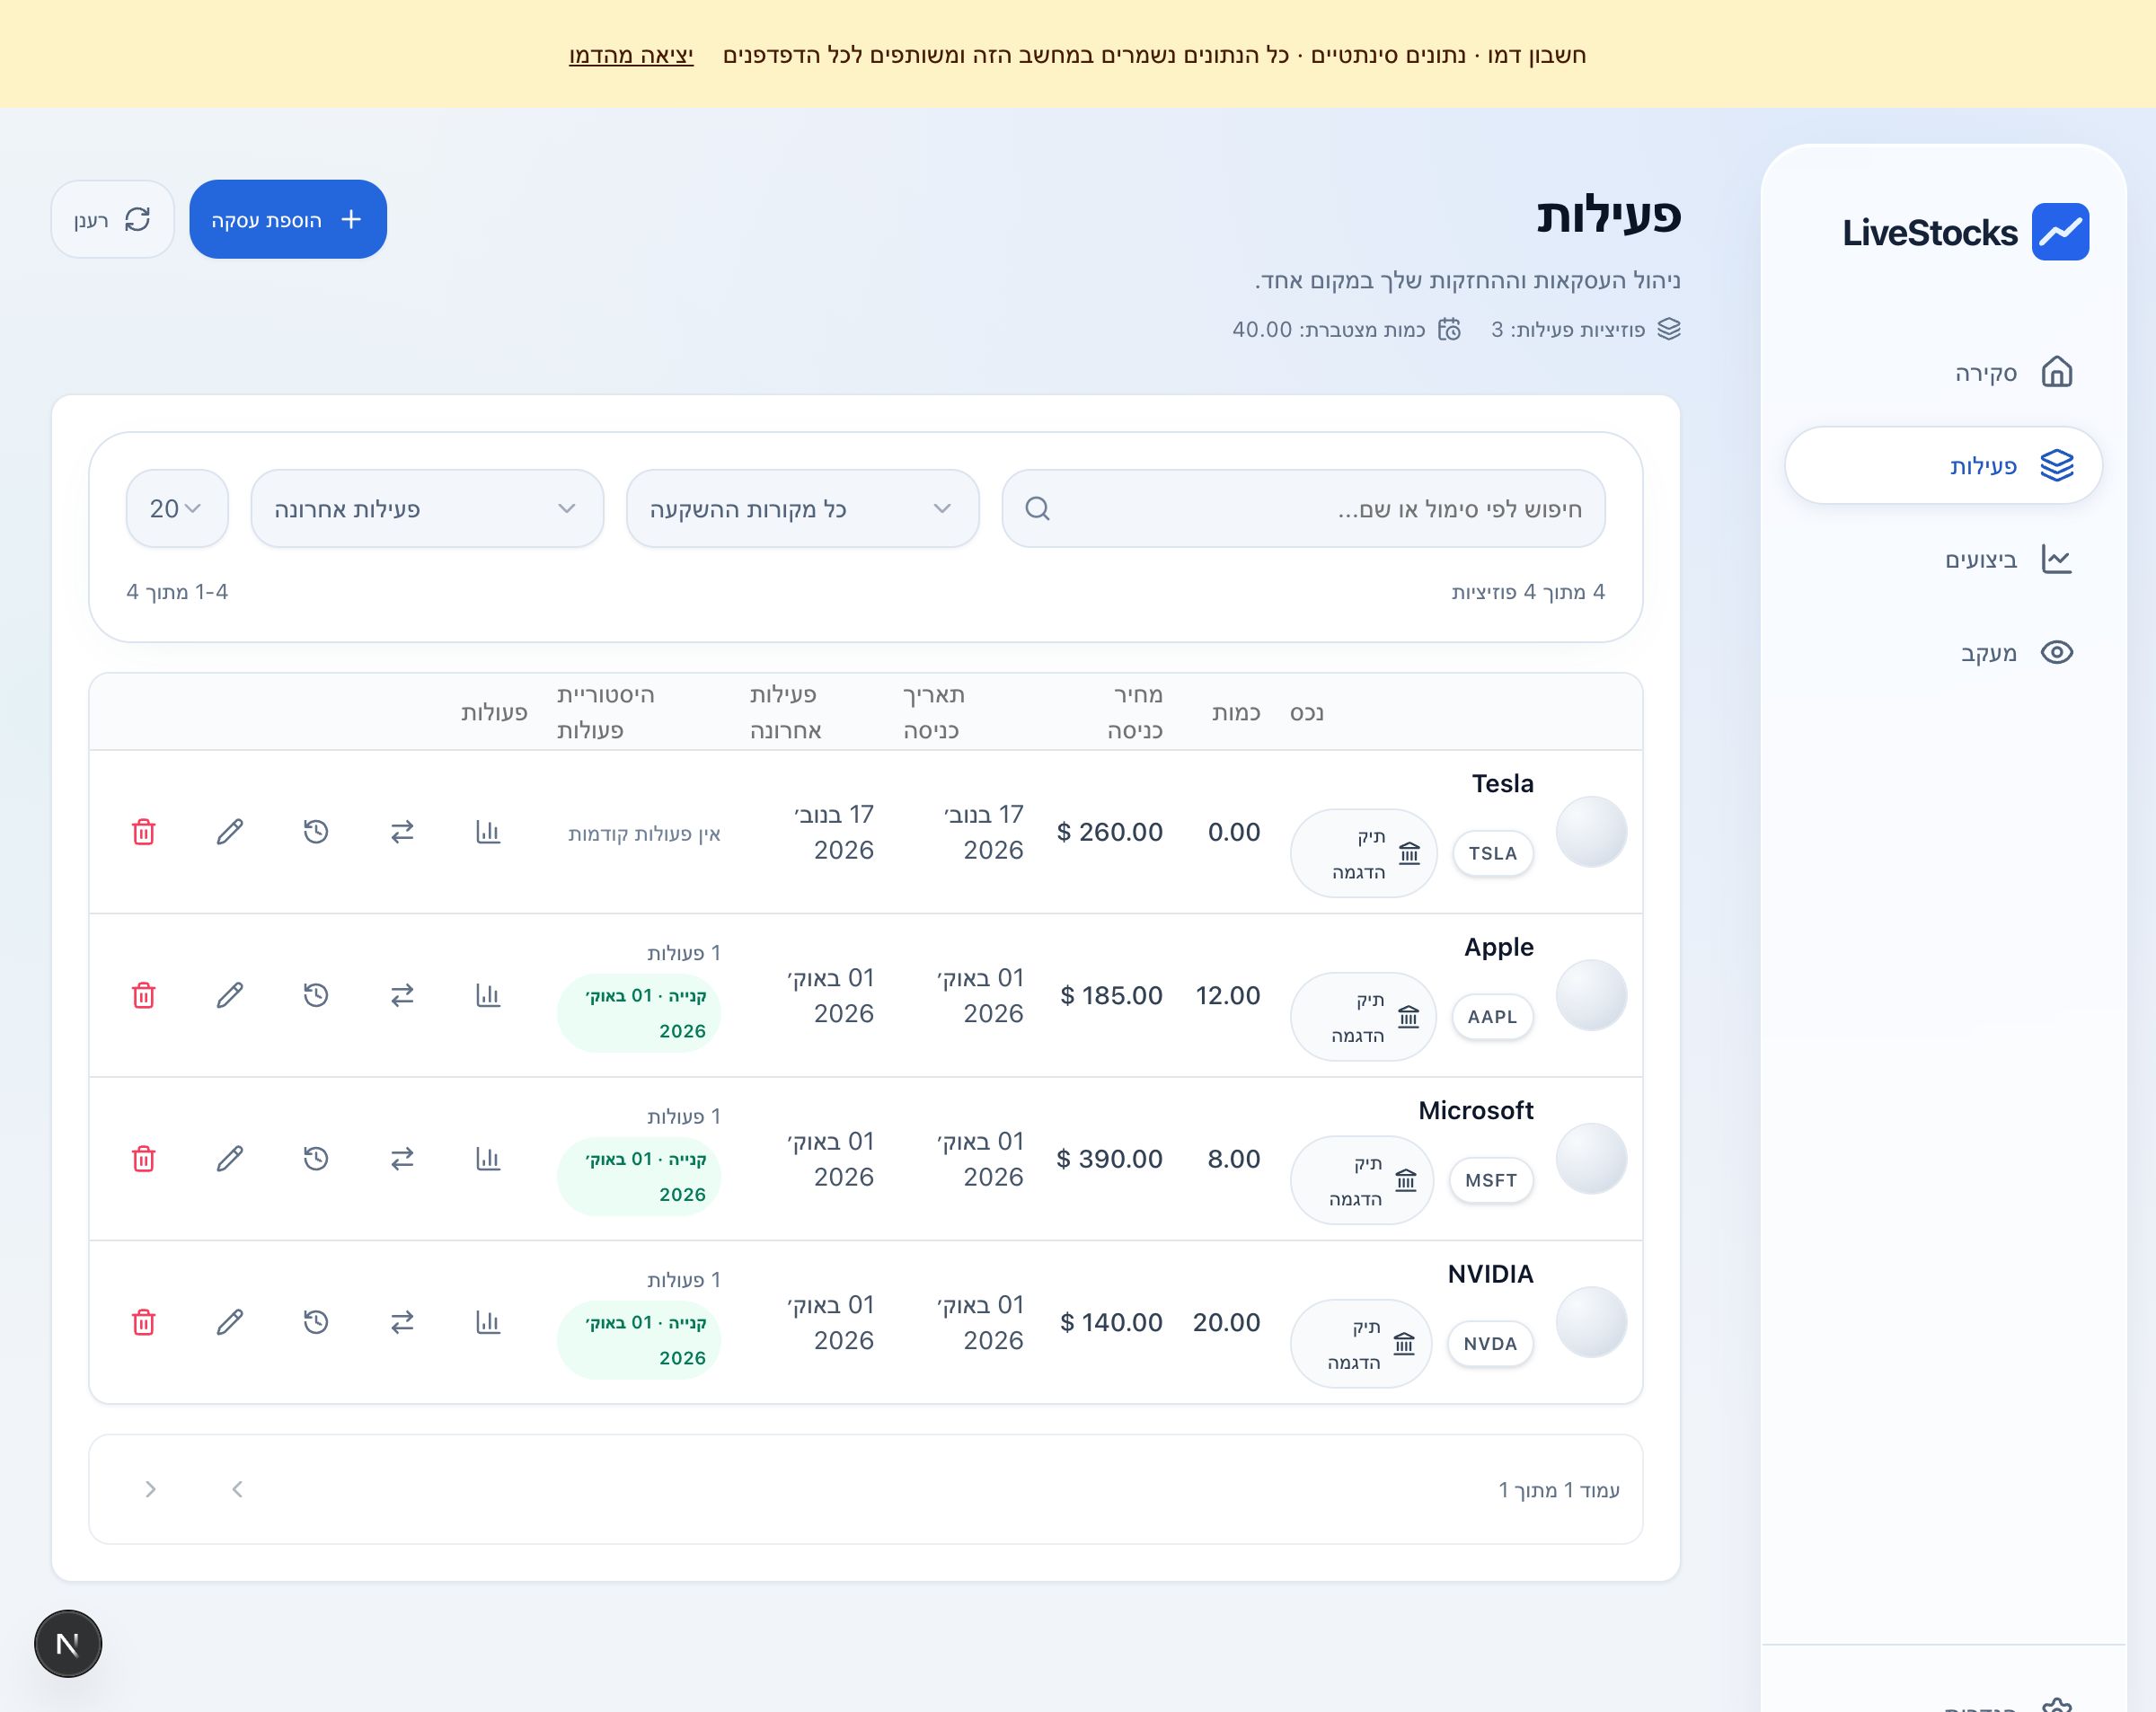 חשבון דמו · נתונים סינתטיים · כל הנתונים נשמרים במחשב הזה ומשותפים לכל הדפדפנים יציאה מהדמו
LiveStocks
סקירה
פעילות
ביצועים
מעקב
פעילות
הוספת עסקה
רענן
ניהול העסקאות וההחזקות שלך במקום אחד.
פוזיציות פעילות: 3 כמות מצטברת: 40.00
חיפוש לפי סימול או שם...
כל מקורות ההשקעה
פעילות אחרונה
20
4 מתוך 4 פוזיציות
1-4 מתוך 4
נכס
כמות
מחיר
כניסה
תאריך
כניסה
פעילות
אחרונה
היסטוריית
פעולות
פעולות
Tesla
TSLA
תיק
הדגמה
0.00
$ 260.00
17 בנוב׳
2026
17 בנוב׳
2026
אין פעולות קודמות
Apple
AAPL
תיק
הדגמה
12.00
$ 185.00
01 באוק׳
2026
01 באוק׳
2026
1 פעולות
קנייה · 01 באוק׳
2026
Microsoft
MSFT
תיק
הדגמה
8.00
$ 390.00
01 באוק׳
2026
01 באוק׳
2026
1 פעולות
קנייה · 01 באוק׳
2026
NVIDIA
NVDA
תיק
הדגמה
20.00
$ 140.00
01 באוק׳
2026
01 באוק׳
2026
1 פעולות
קנייה · 01 באוק׳
2026
עמוד 1 מתוך 1
N